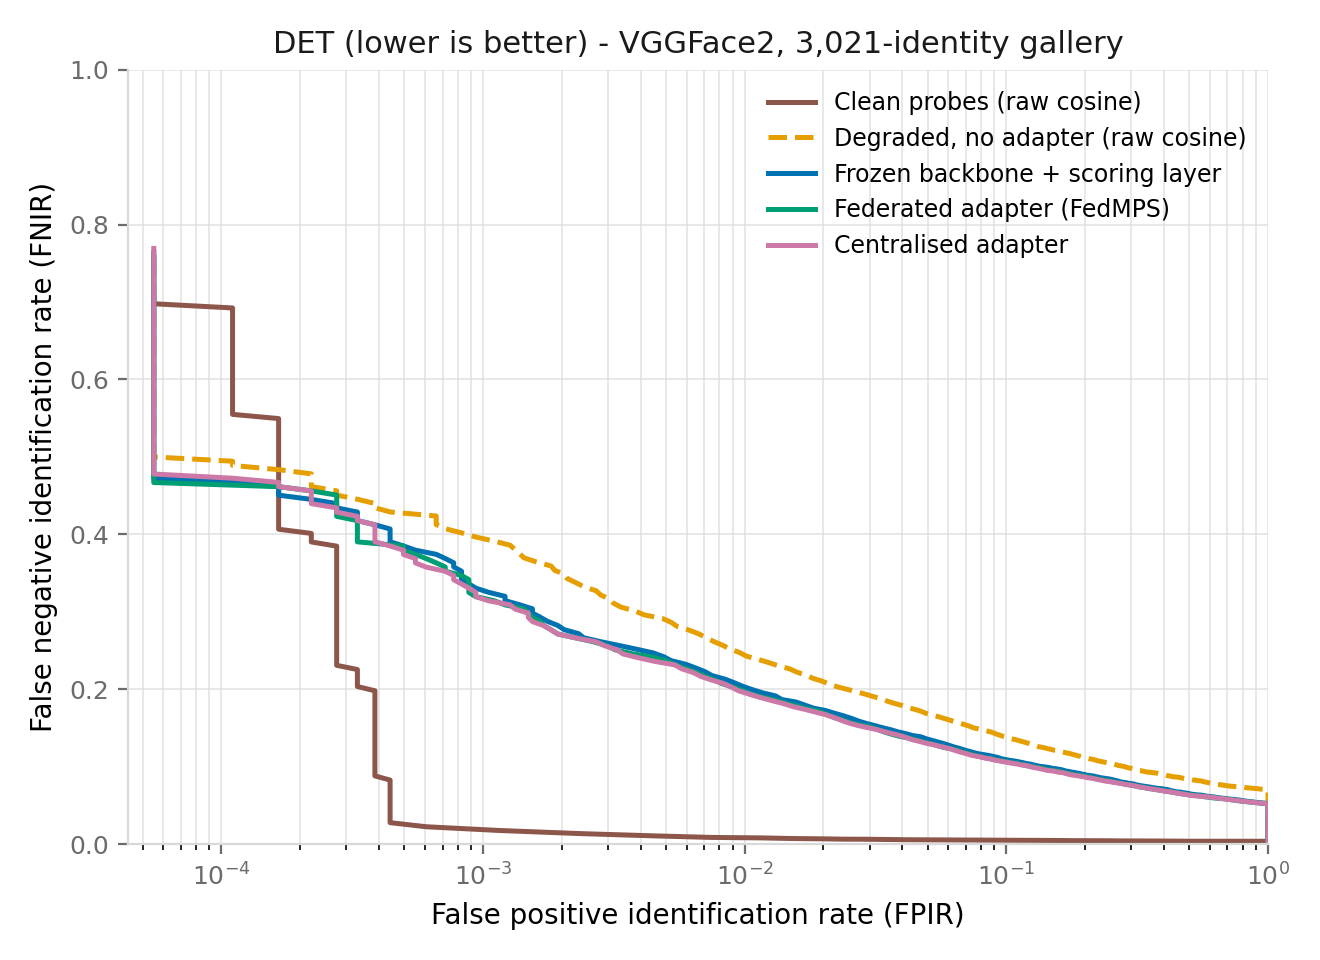 DET (lower is better) - VGGFace2, 3,021-identity gallery
Clean probes (raw cosine)
Degraded, no adapter (raw cosine)
Frozen backbone + scoring layer
Federated adapter (FedMPS)
Centralised adapter
False negative identification rate (FNIR)
1.0
0.8
0.6
0.4
0.2
0.0
10⁻⁴ 10⁻³ 10⁻² 10⁻¹ 10⁰
False positive identification rate (FPIR)